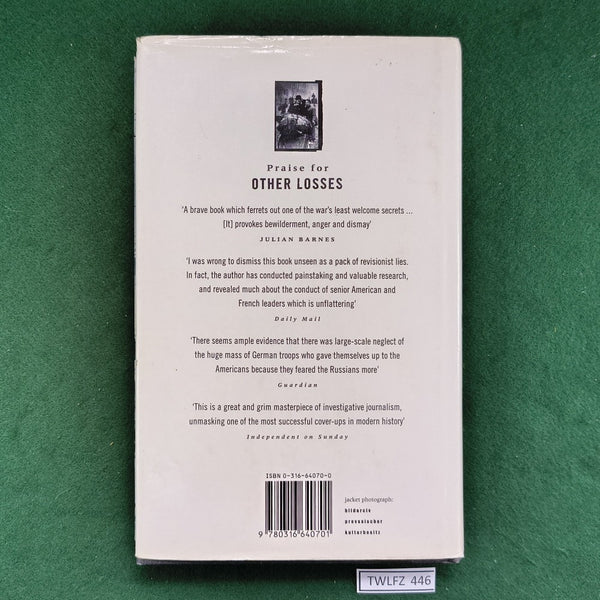 Praise for
OTHER LOSSES
'A brave book which ferrets out one of the war's least welcome secrets ...
[It] provokes bewilderment, anger and dismay'
JULIAN BARNES
'I was wrong to dismiss this book unseen as a pack of revisionist lies.
In fact, the author has conducted painstaking and valuable research,
and revealed much about the conduct of senior American and
French leaders which is unflattering'
Daily Mail
'There seems ample evidence that there was large-scale neglect of
the huge mass of German troops who gave themselves up to the
Americans because they feared the Russians more'
Guardian
'This is a great and grim masterpiece of investigative journalism,
unmasking one of the most successful cover-ups in modern history'
Independent on Sunday
ISBN 0-316-64070-0
9 780316 640701
jacket photograph:
bildarciv
preussischer
kulturbesitz
TWLFZ 446